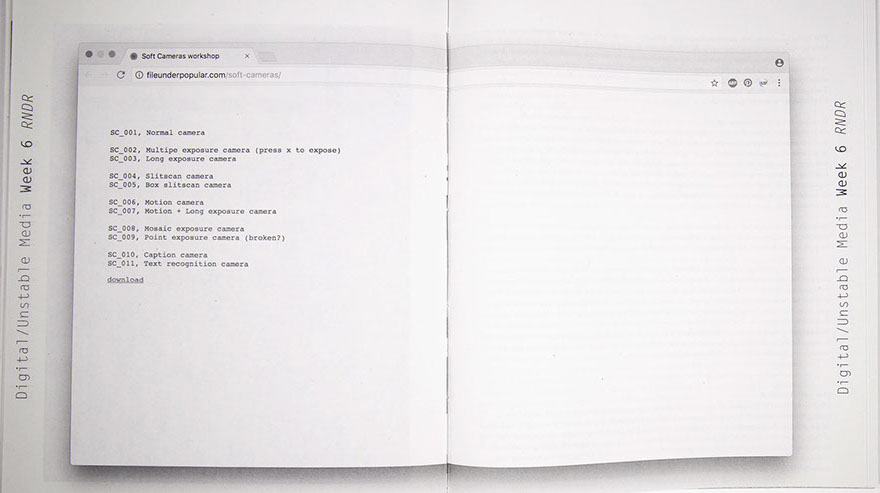 Digital/Unstable Media Week 6 RNDR
Soft Cameras workshop
fileunderpopular.com/soft-cameras/
SC_001, Normal camera
SC_002, Multipe exposure camera (press x to expose)
SC_003, Long exposure camera
SC_004, Slitscan camera
SC_005, Box slitscan camera
SC_006, Motion camera
SC_007, Motion + Long exposure camera
SC_008, Mosaic exposure camera
SC_009, Point exposure camera (broken?)
SC_010, Caption camera
SC_011, Text recognition camera
download
Digital/Unstable Media Week 6 RNDR